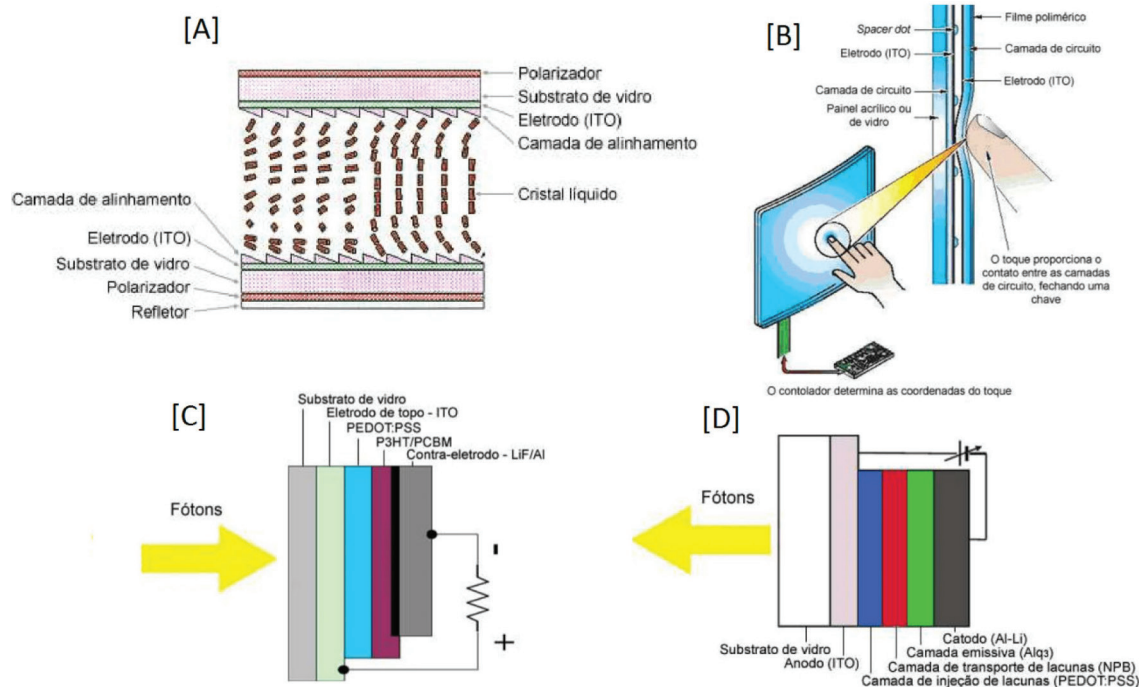 [A]
Polarizador
Substrato de vidro
Eletrodo (ITO)
Camada de alinhamento
Cristal líquido
Camada de alinhamento
Eletrodo (ITO)
Substrato de vidro
Polarizador
Refletor
[B]
Filme polimérico
Spacer dot
Camada de circuito
Eletrodo (ITO)
Eletrodo (ITO)
Camada de circuito
Painel acrílico ou
de vidro
O toque proporciona o
contato entre as camadas
de circuito, fechando uma
chave
O contolador determina as coordenadas do toque
[C]
Substrato de vidro
Eletrodo de topo - ITO
PEDOT:PSS
P3HT/PCBM
Contra-eletrodo - LiF/Al
Fótons
-
+
[D]
Fótons
Catodo (Al-Li)
Substrato de vidro
Camada emissiva (Alq3)
Anodo (ITO)
Camada de transporte de lacunas (NPB)
Camada de injeção de lacunas (PEDOT:PSS)